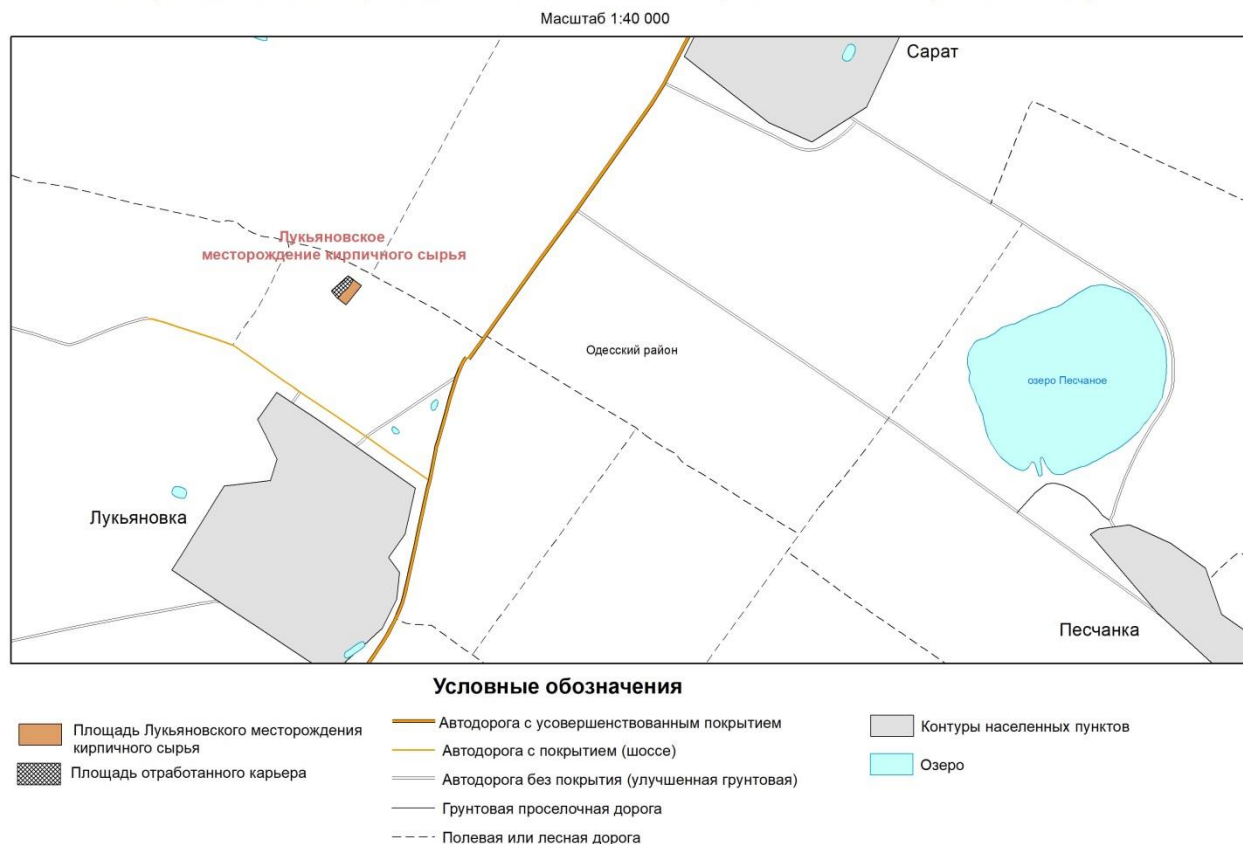 Масштаб 1:40 000
Сарат
Лукьяновское
месторождение кирпичного сырья
Одесский район
озеро Песчаное
Лукьяновка
Песчанка
Условные обозначения
Площадь Лукьяновского месторождения
кирпичного сырья
Площадь отработанного карьера
Автодорога с усовершенствованным покрытием
Автодорога с покрытием (шоссе)
Автодорога без покрытия (улучшенная грунтовая)
Грунтовая проселочная дорога
Полевая или лесная дорога
Контуры населенных пунктов
Озеро